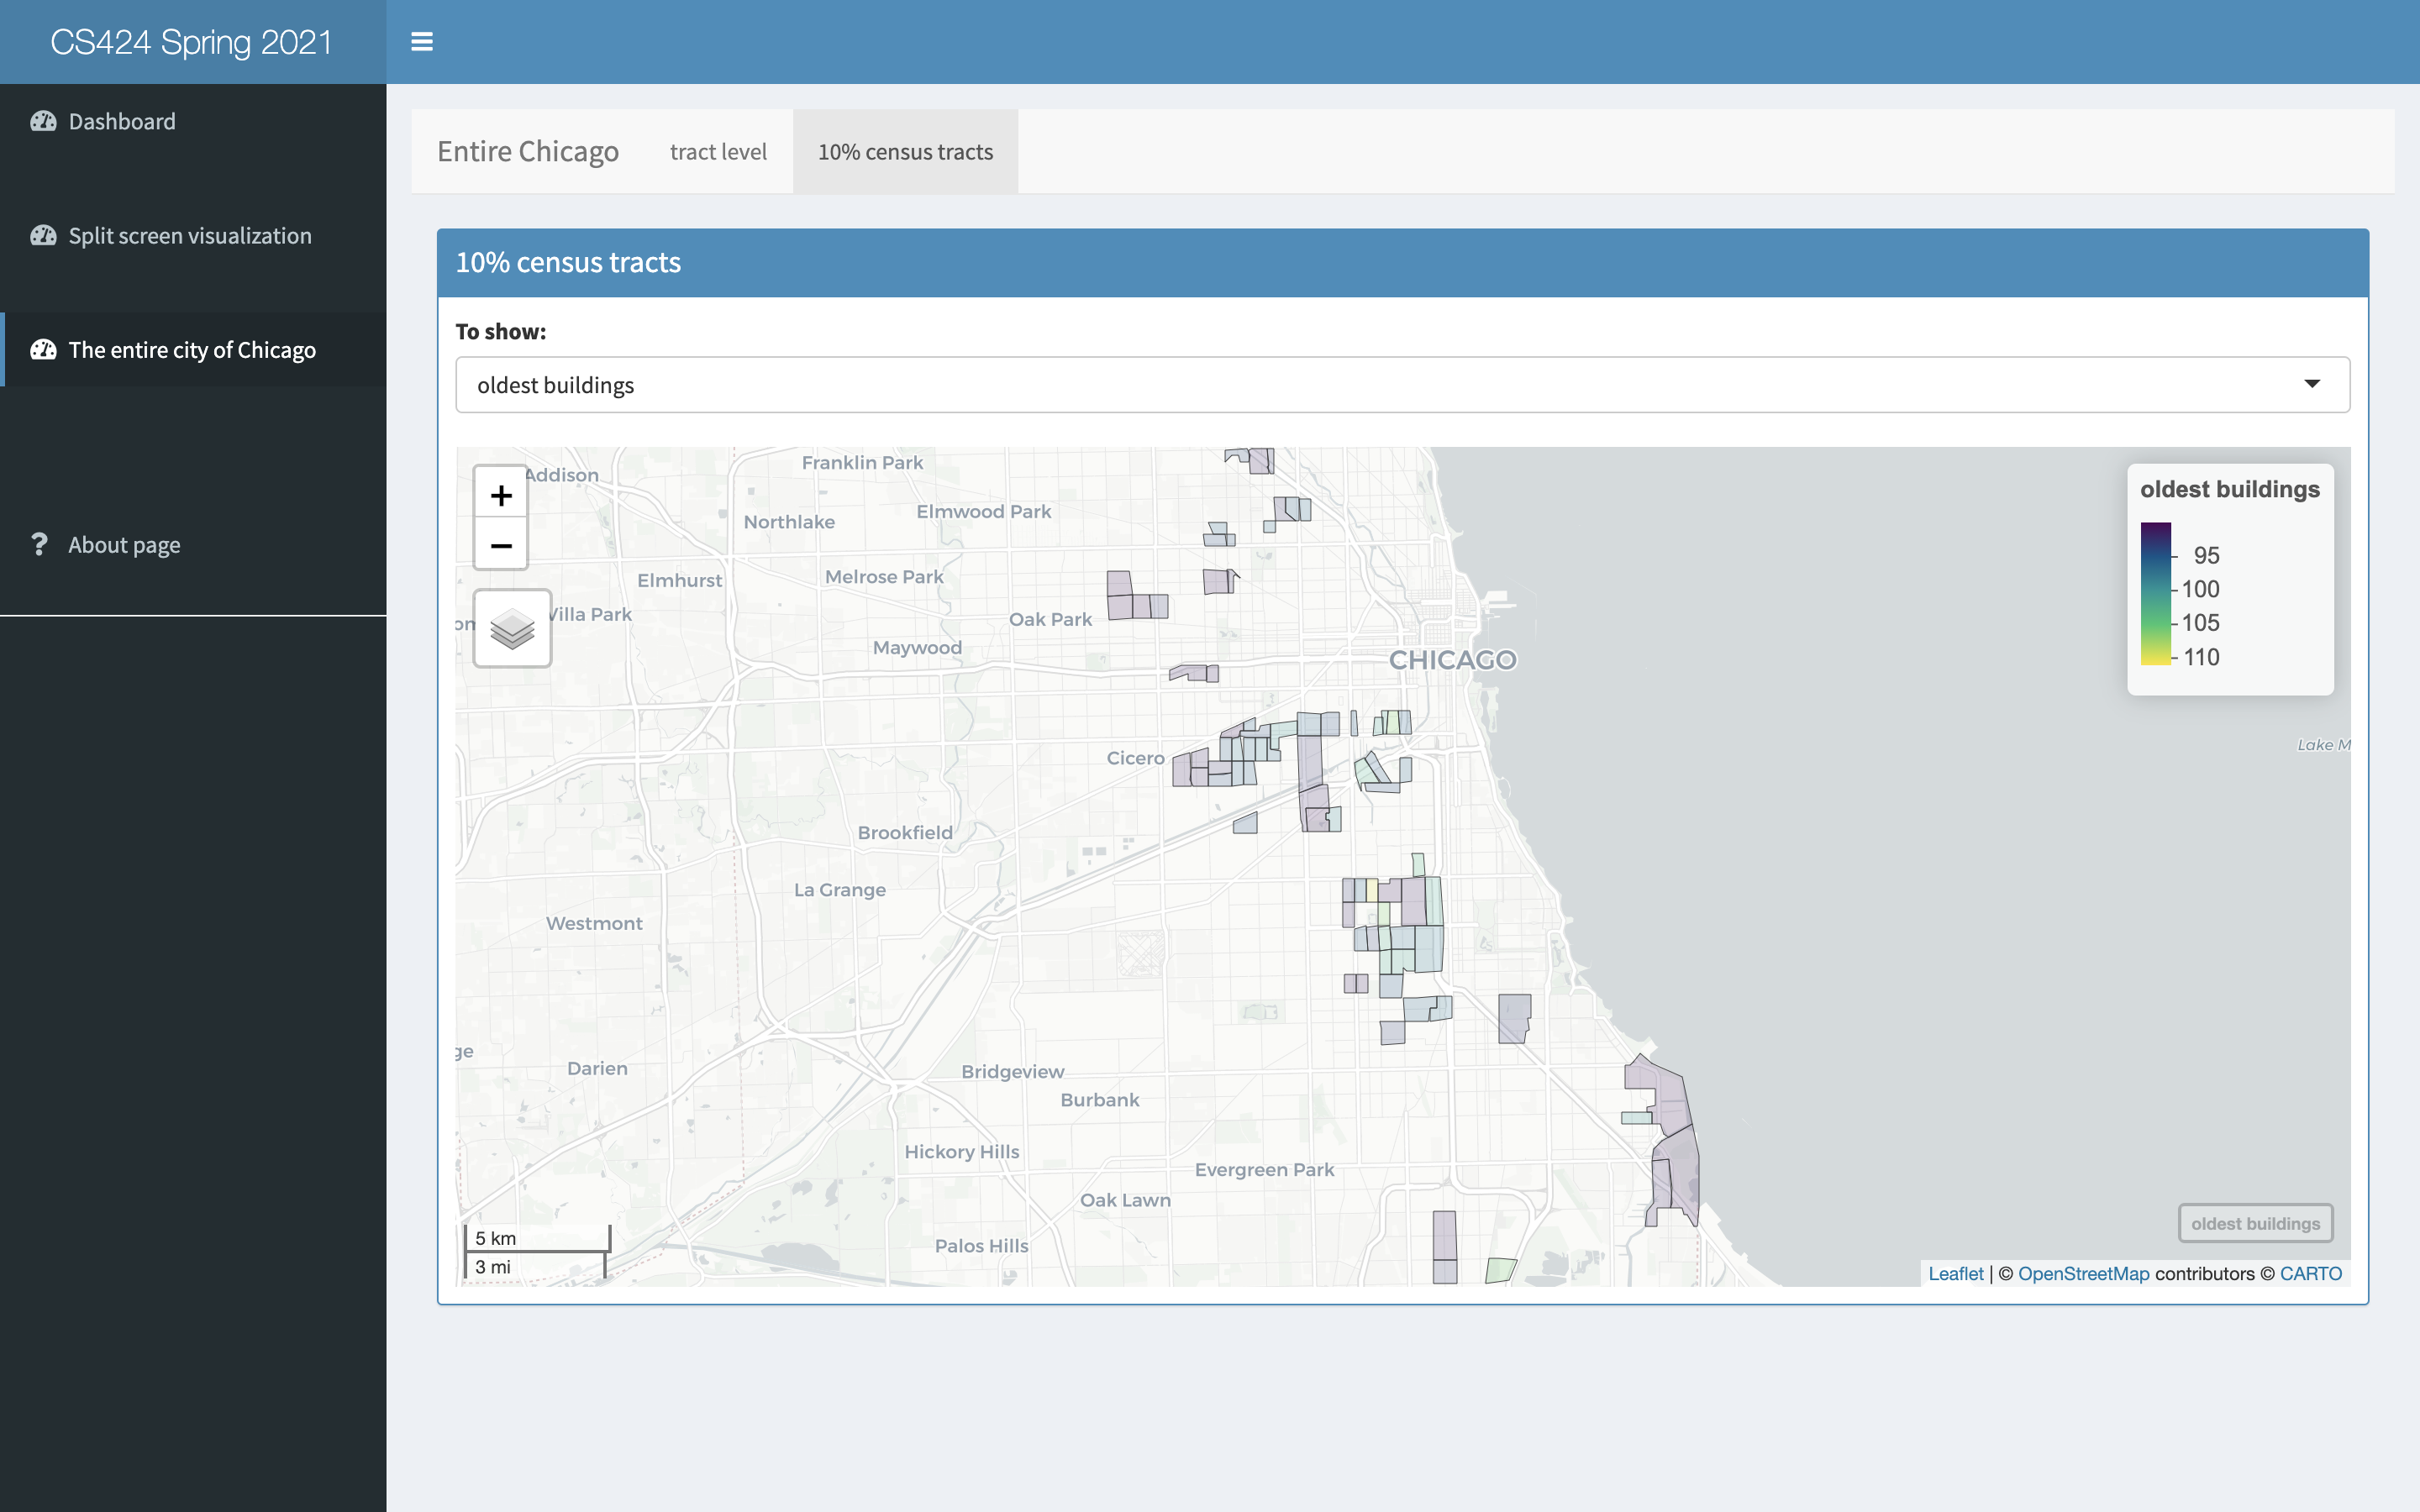 CS424 Spring 2021
Dashboard
Split screen visualization
The entire city of Chicago
About page
Entire Chicago
tract level
10% census tracts
10% census tracts
To show:
oldest buildings
+
−
Addison
Franklin Park
Northlake
Elmwood Park
Elmhurst
Melrose Park
Villa Park
Oak Park
Maywood
CHICAGO
Cicero
Brookfield
La Grange
Westmont
Darien
Bridgeview
Burbank
Hickory Hills
Evergreen Park
Oak Lawn
Palos Hills
Lake M
oldest buildings
95
100
105
110
5 km
3 mi
oldest buildings
Leaflet | © OpenStreetMap contributors © CARTO